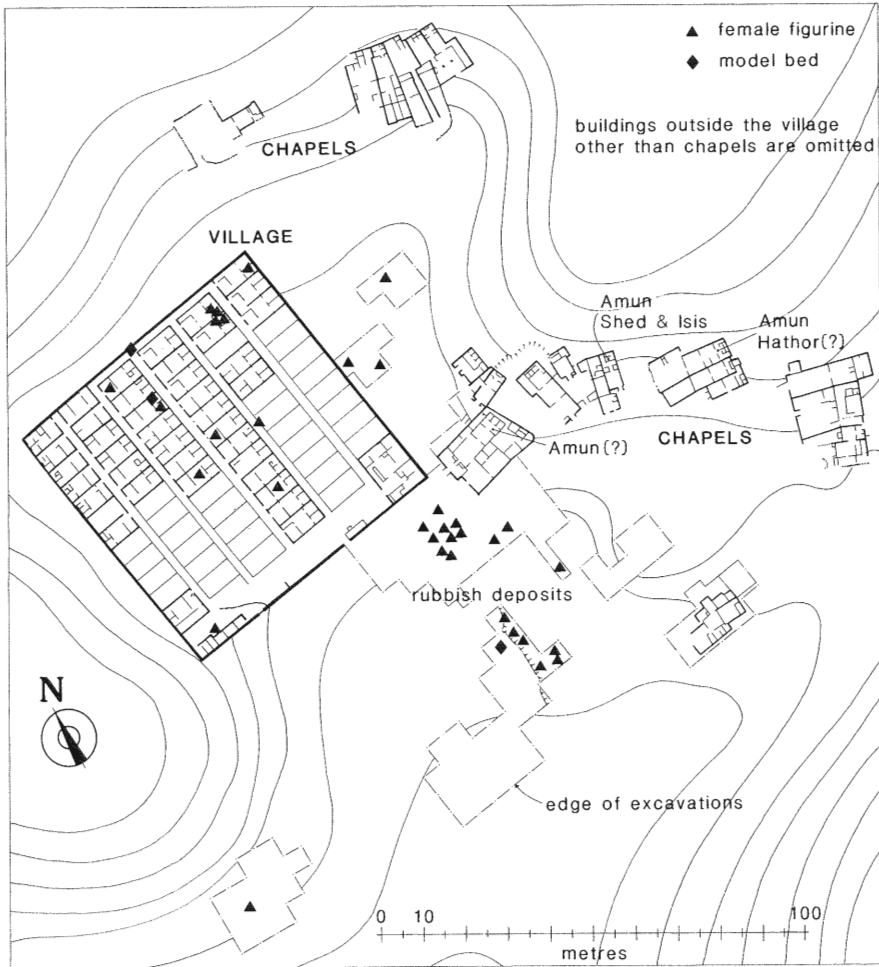 female figurine
model bed
buildings outside the village
other than chapels are omitted
CHAPELS
VILLAGE
Amun
Shed & Isis
Amun
Hathor(?)
Amun(?)
CHAPELS
rubbish deposits
N
edge of excavations
0 10 100
metres